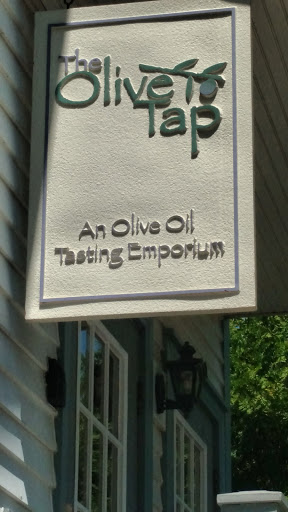 The
Olive
Tap
An Olive Oil
Tasting Emporium